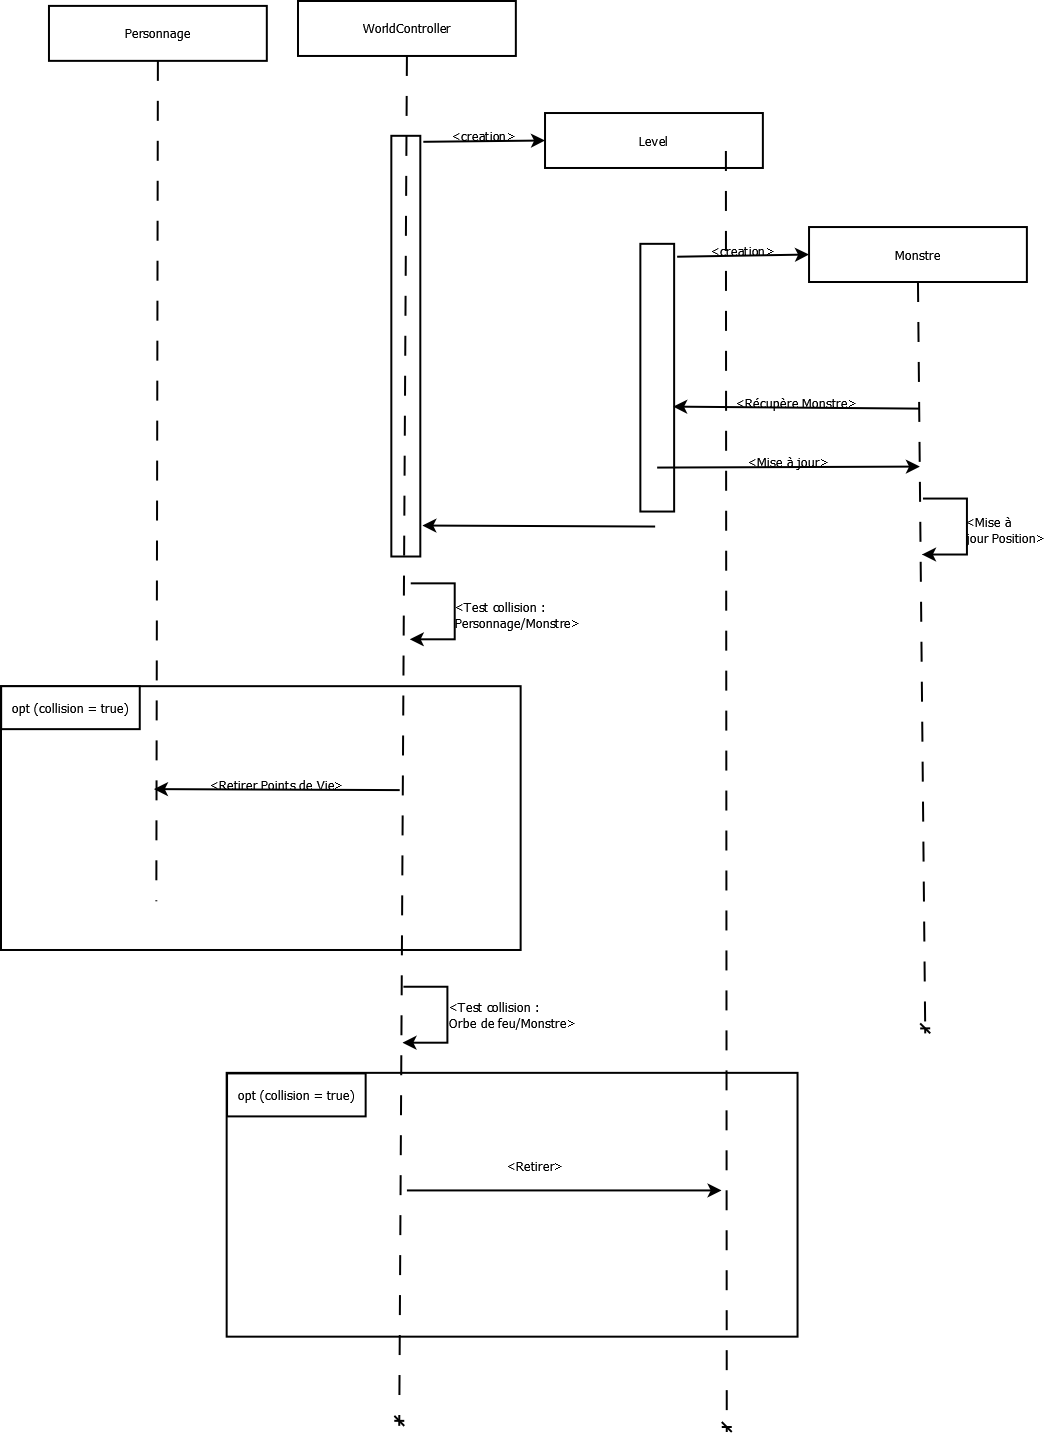 Personnage
WorldController
<creation>
Level
<creation>
Monstre
<Récupère Monstre>
<Mise à jour>
<Mise à
jour Position>
<Test collision :
Personnage/Monstre>
opt (collision = true)
<Retirer Points de Vie>
<Test collision :
Orbe de feu/Monstre>
opt (collision = true)
<Retirer>